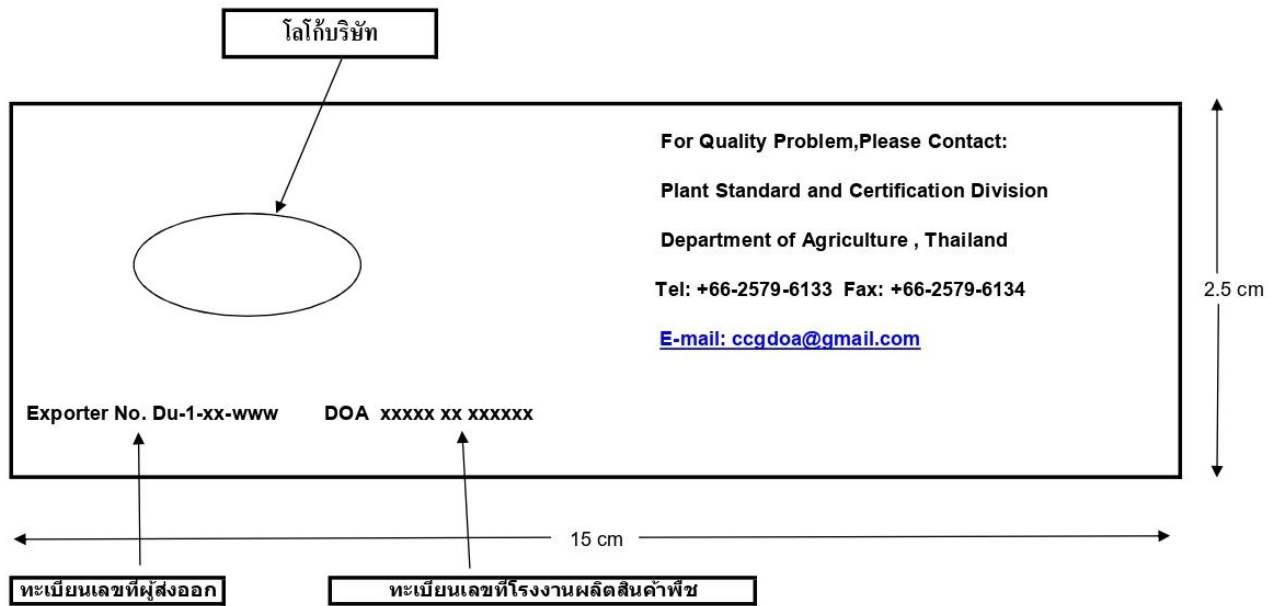 โลโก้บริษัท
For Quality Problem,Please Contact:
Plant Standard and Certification Division
Department of Agriculture , Thailand
Tel: +66-2579-6133 Fax: +66-2579-6134
E-mail: ccgdoa@gmail.com
2.5 cm
Exporter No. Du-1-xx-www DOA xxxxx xx xxxxxx
15 cm
ทะเบียนเลขที่ผู้ส่งออก ทะเบียนเลขที่โรงงานผลิตสินค้าพืช